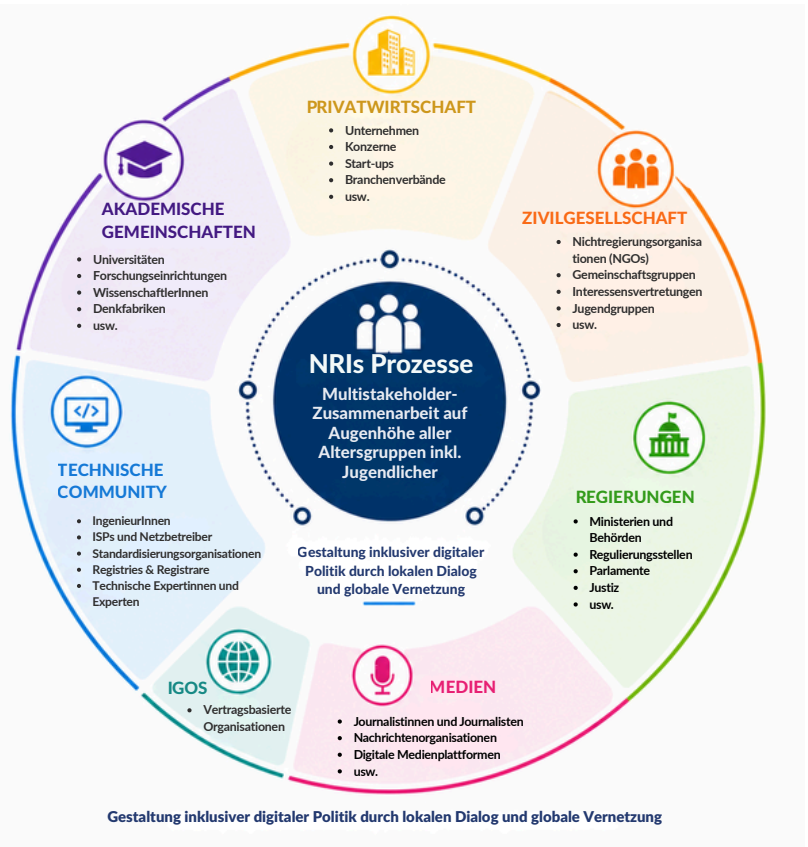 PRIVATWIRTSCHAFT
• Unternehmen
• Konzerne
• Start-ups
• Branchenverbände
• usw.
ZIVILGESELLSCHAFT
• Nichtregierungsorganisa
tionen (NGOs)
• Gemeinschaftsgruppen
• Interessensvertretungen
• Jugendgruppen
• usw.
AKADEMISCHE
GEMEINSCHAFTEN
• Universitäten
• Forschungseinrichtungen
• WissenschaftlerInnen
• Denkfabriken
• usw.
NRIs Prozesse
Multistakeholder-
Zusammenarbeit auf
Augenhöhe aller
Altersgruppen inkl.
Jugendlicher
</>
TECHNISCHE
COMMUNITY
• IngenieurInnen
• ISPs und Netzbetreiber
• Standardisierungsorganisationen
• Registries & Registrare
• Technische Expertinnen und
Experten
REGIERUNGEN
• Ministerien und
Behörden
• Regulierungsstellen
• Parlamente
• Justiz
• usw.
Gestaltung inklusiver digitaler
Politik durch lokalen Dialog
und globale Vernetzung
IGOS
• Vertragsbasierte
Organisationen
MEDIEN
• Journalistinnen und Journalisten
• Nachrichtenorganisationen
• Digitale Medienplattformen
• usw.
Gestaltung inklusiver digitaler Politik durch lokalen Dialog und globale Vernetzung